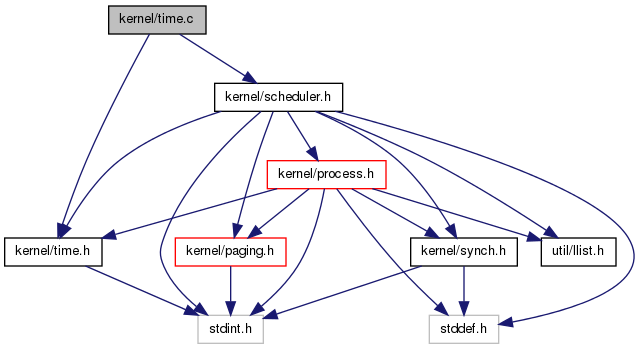 kernel/time.c
kernel/scheduler.h
kernel/process.h
kernel/time.h
kernel/paging.h
kernel/synch.h
util/llist.h
stdint.h
stddef.h